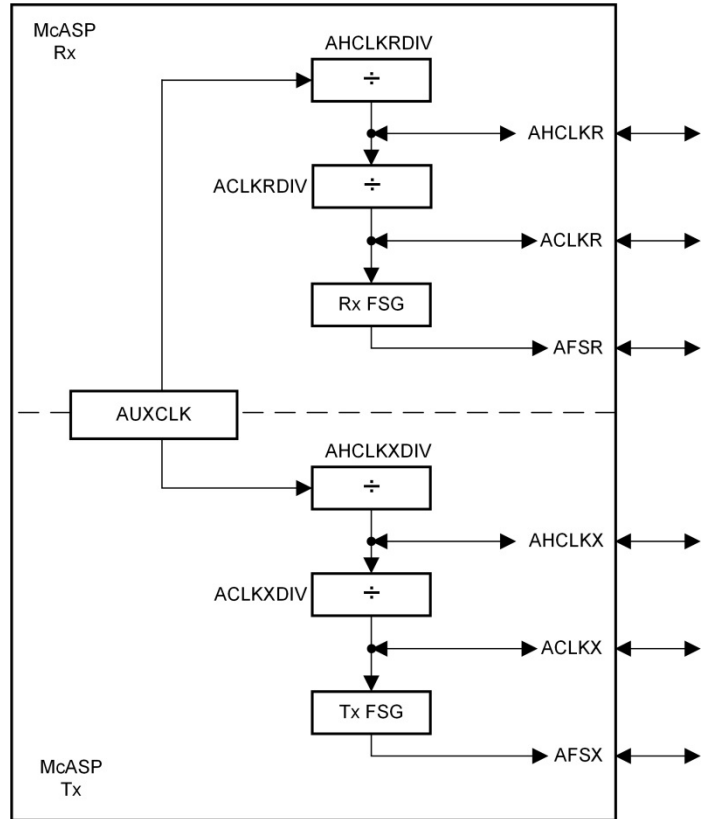 McASP
Rx
AHCLKRDIV
÷
AHCLKR
ACLKRDIV
÷
ACLKR
Rx FSG
AFSR
AUXCLK
AHCLKXDIV
÷
AHCLKX
ACLKXDIV
÷
ACLKX
Tx FSG
AFSX
McASP
Tx